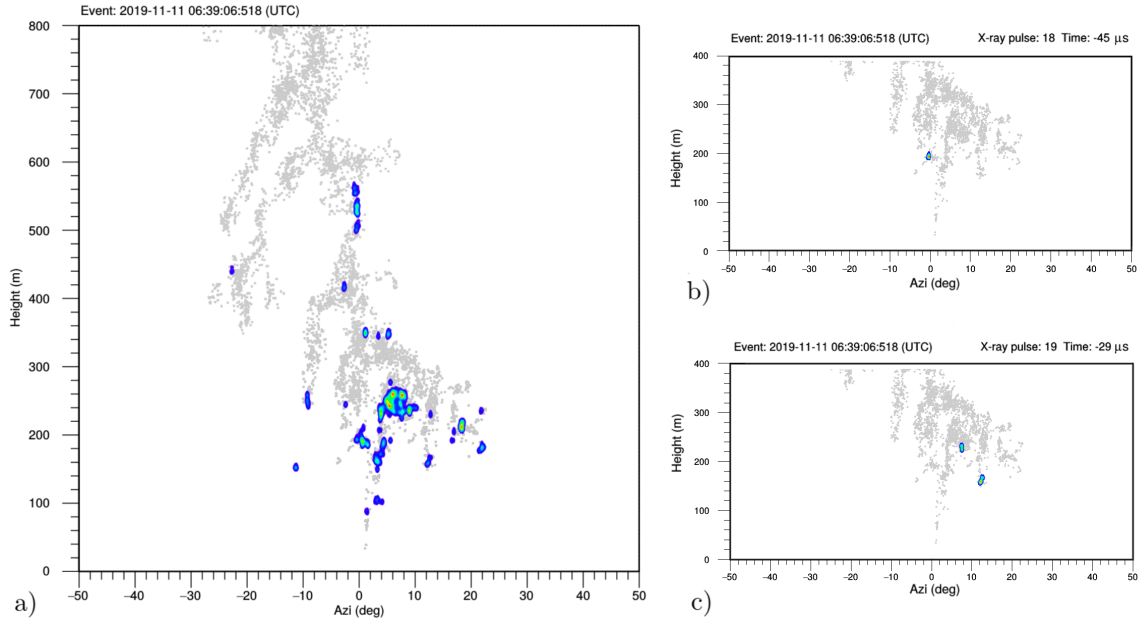 Event: 2019-11-11 06:39:06:518 (UTC)
800
700
600
500
400
300
200
100
0
Height (m)
−50 −40 −30 −20 −10 0 10 20 30 40 50
Azi (deg)
a)
Event: 2019-11-11 06:39:06:518 (UTC) X-ray pulse: 18 Time: -45 μs
400
300
200
100
0
Height (m)
−50 −40 −30 −20 −10 0 10 20 30 40 50
Azi (deg)
b)
Event: 2019-11-11 06:39:06:518 (UTC) X-ray pulse: 19 Time: -29 μs
400
300
200
100
0
Height (m)
−50 −40 −30 −20 −10 0 10 20 30 40 50
Azi (deg)
c)